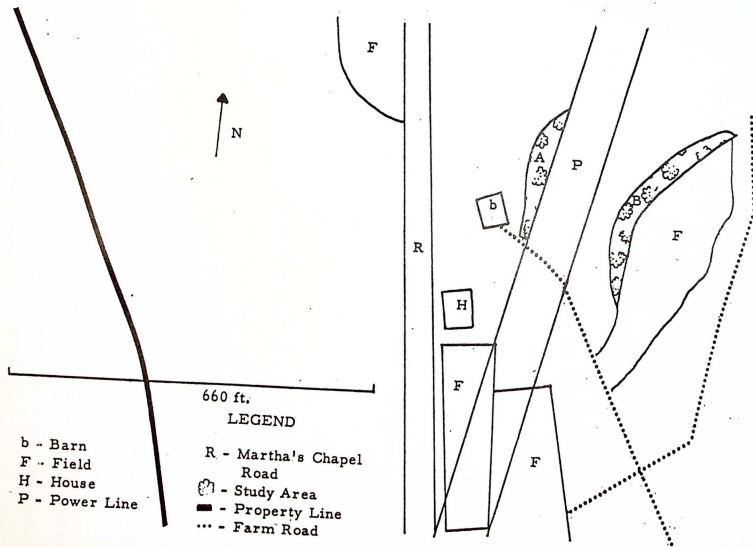 F
N
A
P
b
B
F
R
H
F
F
660 ft.
LEGEND
b - Barn
F - Field
H - House
P - Power Line
R - Martha's Chapel
Road
- Study Area
- Property Line
- Farm Road